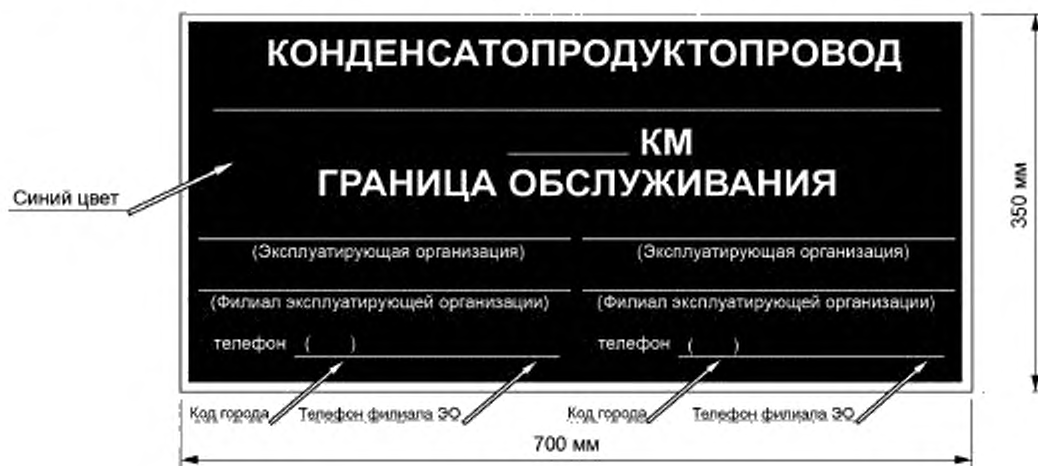 КОНДЕНСАТОПРОДУКТОПРОВОД
КМ
ГРАНИЦА ОБСЛУЖИВАНИЯ
Синий цвет
350 мм
(Эксплуатирующая организация) (Эксплуатирующая организация)
(Филиал эксплуатирующей организации) (Филиал эксплуатирующей организации)
телефон ( ) телефон ( )
Код города Телефон филиала ЭО Код города Телефон филиала ЭО
700 мм